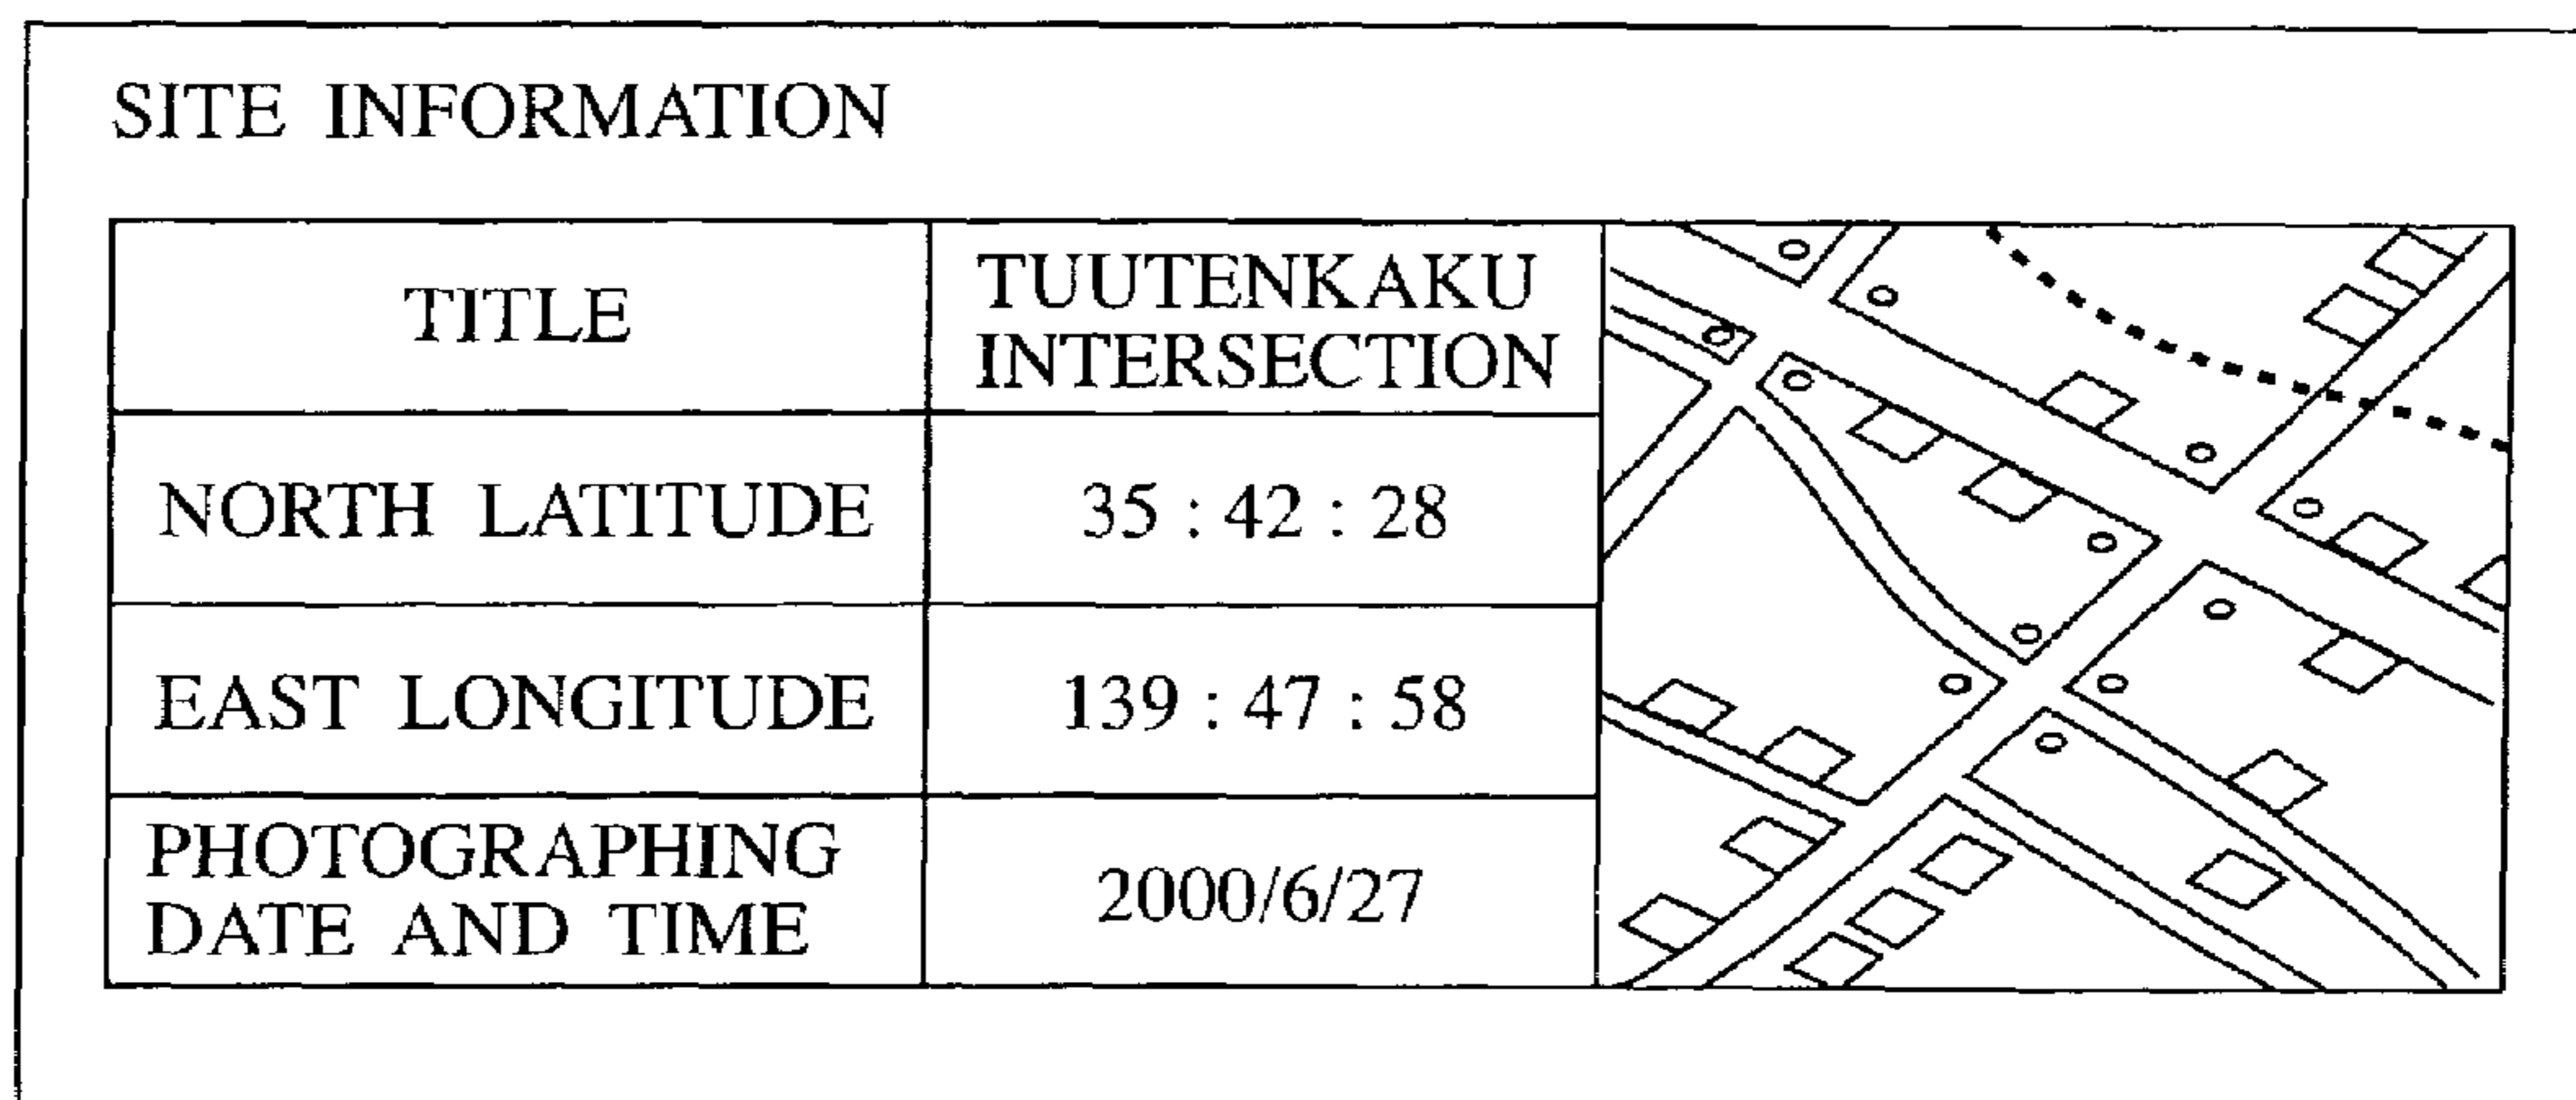 SITE INFORMATION
TITLE
TUUTENKAKU
INTERSECTION
NORTH LATITUDE
35 : 42 : 28
EAST LONGITUDE
139 : 47 : 58
PHOTOGRAPHING
DATE AND TIME
2000/6/27